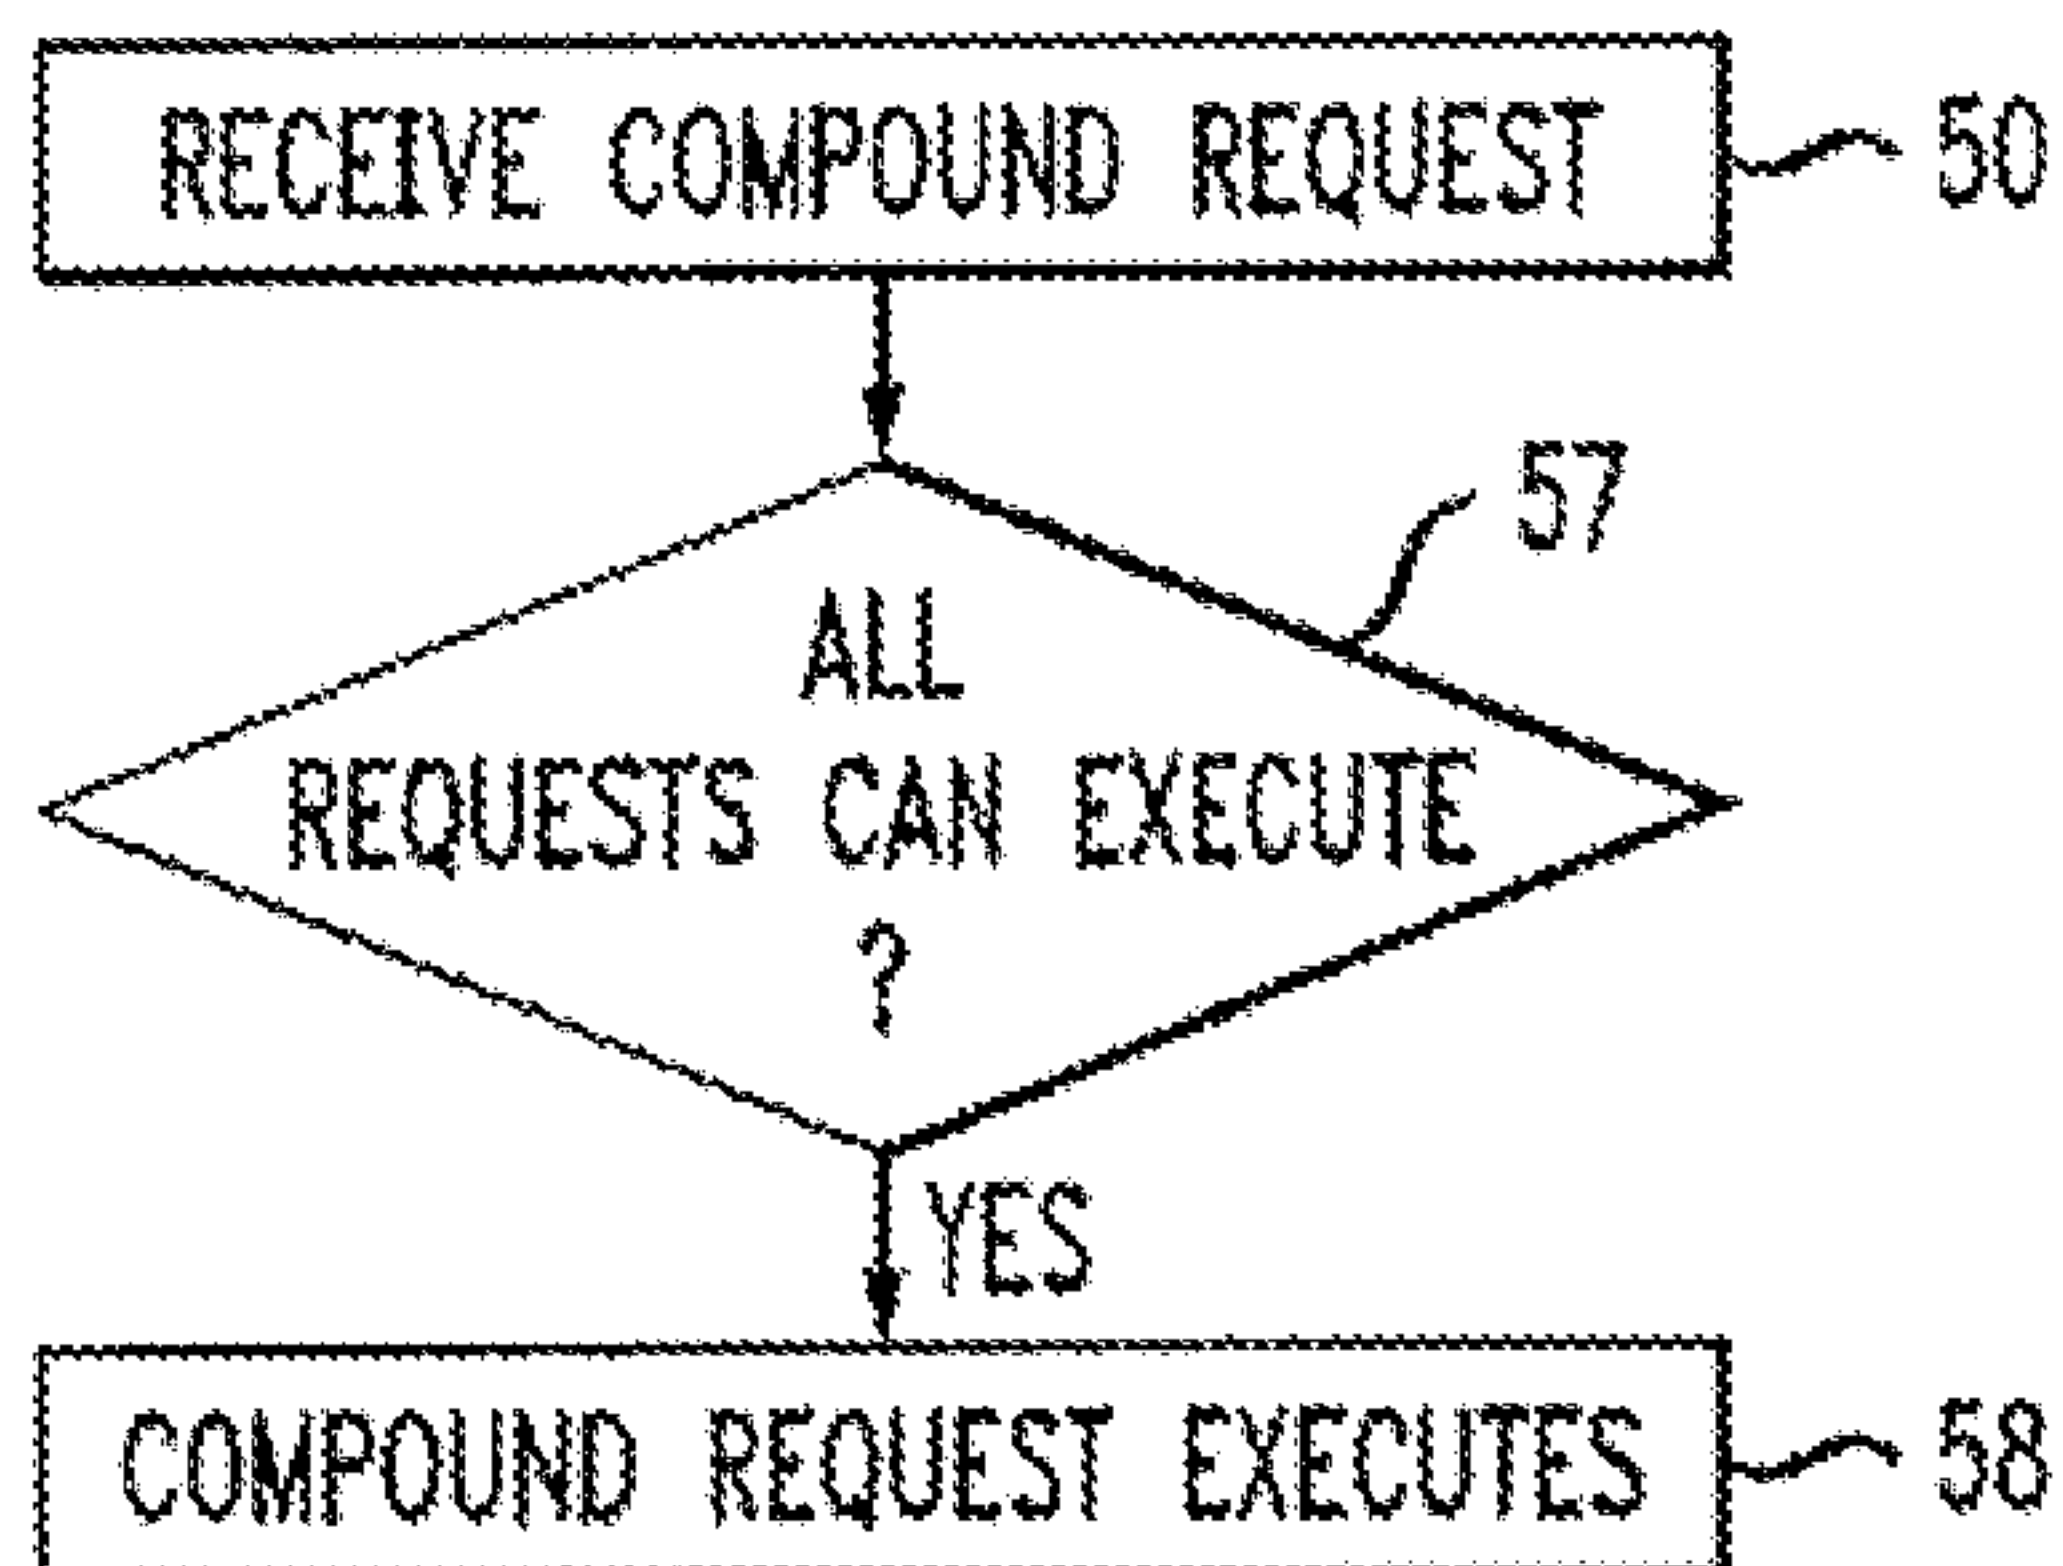 RECEIVE COMPOUND REQUEST
50
57
ALL
REQUESTS CAN EXECUTE
?
YES
COMPOUND REQUEST EXECUTES
58